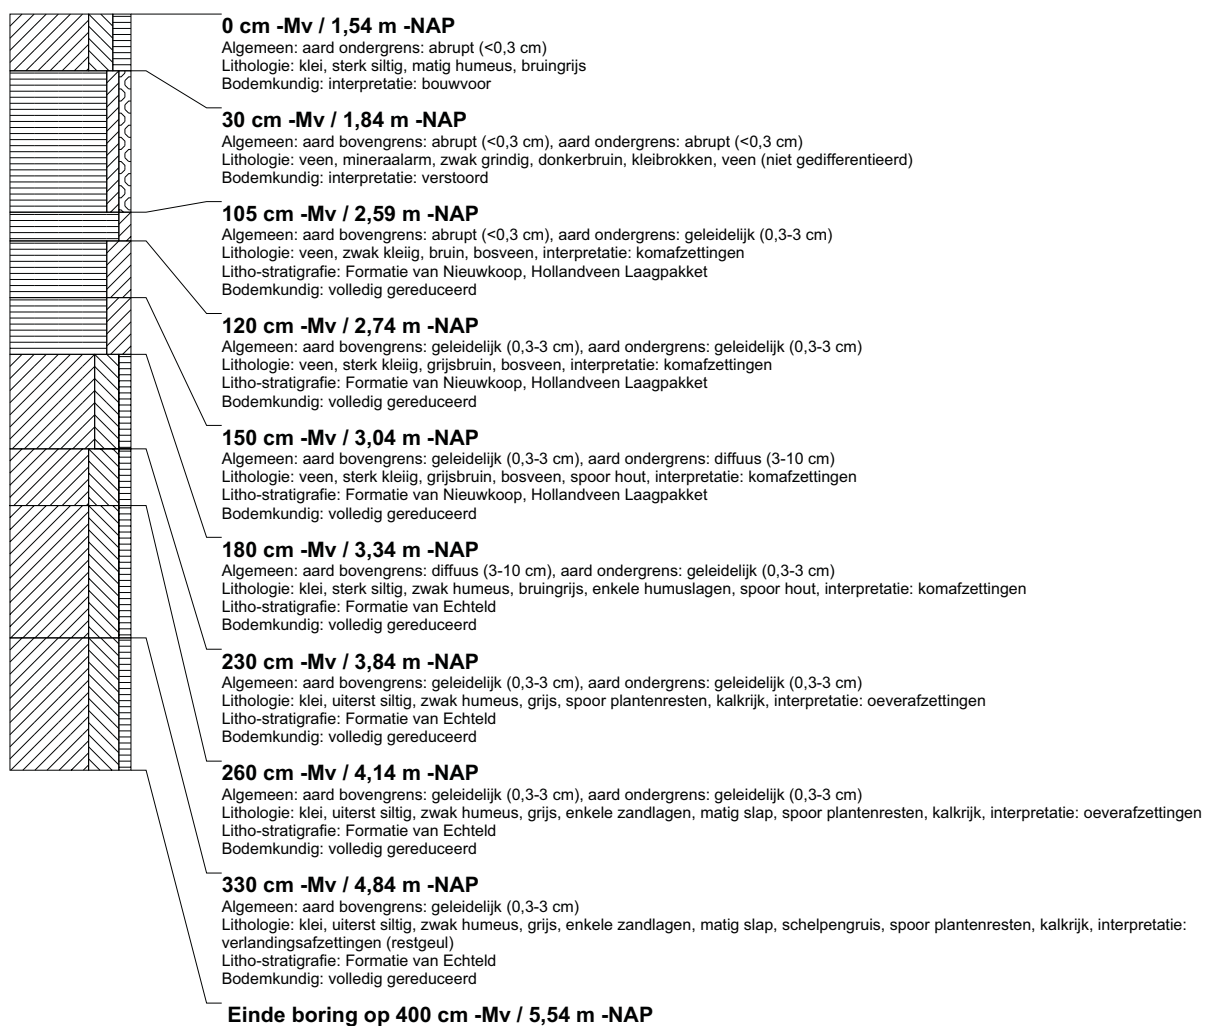 0 cm -Mv / 1,54 m -NAP
Algemeen: aard ondergrens: abrupt (<0,3 cm)
Lithologie: klei, sterk siltig, matig humeus, bruingrijs
Bodemkundig: interpretatie: bouwvoor
30 cm -Mv / 1,84 m -NAP
Algemeen: aard bovengrens: abrupt (<0,3 cm), aard ondergrens: abrupt (<0,3 cm)
Lithologie: veen, mineraalarm, zwak grindig, donkerbruin, kleibrokken, veen (niet gedifferentieerd)
Bodemkundig: interpretatie: verstoord
105 cm -Mv / 2,59 m -NAP
Algemeen: aard bovengrens: abrupt (<0,3 cm), aard ondergrens: geleidelijk (0,3-3 cm)
Lithologie: veen, zwak kleiig, bruin, bosveen, interpretatie: komafzettingen
Litho-stratigrafie: Formatie van Nieuwkoop, Hollandveen Laagpakket
Bodemkundig: volledig gereduceerd
120 cm -Mv / 2,74 m -NAP
Algemeen: aard bovengrens: geleidelijk (0,3-3 cm), aard ondergrens: geleidelijk (0,3-3 cm)
Lithologie: veen, sterk kleiig, grijsbruin, bosveen, interpretatie: komafzettingen
Litho-stratigrafie: Formatie van Nieuwkoop, Hollandveen Laagpakket
Bodemkundig: volledig gereduceerd
150 cm -Mv / 3,04 m -NAP
Algemeen: aard bovengrens: geleidelijk (0,3-3 cm), aard ondergrens: diffuus (3-10 cm)
Lithologie: veen, sterk kleiig, grijsbruin, bosveen, spoor hout, interpretatie: komafzettingen
Litho-stratigrafie: Formatie van Nieuwkoop, Hollandveen Laagpakket
Bodemkundig: volledig gereduceerd
180 cm -Mv / 3,34 m -NAP
Algemeen: aard bovengrens: diffuus (3-10 cm), aard ondergrens: geleidelijk (0,3-3 cm)
Lithologie: klei, sterk siltig, zwak humeus, bruingrijs, enkele humuslagen, spoor hout, interpretatie: komafzettingen
Litho-stratigrafie: Formatie van Echteld
Bodemkundig: volledig gereduceerd
230 cm -Mv / 3,84 m -NAP
Algemeen: aard bovengrens: geleidelijk (0,3-3 cm), aard ondergrens: geleidelijk (0,3-3 cm)
Lithologie: klei, uiterst siltig, zwak humeus, grijs, spoor plantenresten, kalkrijk, interpretatie: oeverafzettingen
Litho-stratigrafie: Formatie van Echteld
Bodemkundig: volledig gereduceerd
260 cm -Mv / 4,14 m -NAP
Algemeen: aard bovengrens: geleidelijk (0,3-3 cm), aard ondergrens: geleidelijk (0,3-3 cm)
Lithologie: klei, uiterst siltig, zwak humeus, grijs, enkele zandlagen, matig slap, spoor plantenresten, kalkrijk, interpretatie: oeverafzettingen
Litho-stratigrafie: Formatie van Echteld
Bodemkundig: volledig gereduceerd
330 cm -Mv / 4,84 m -NAP
Algemeen: aard bovengrens: geleidelijk (0,3-3 cm)
Lithologie: klei, uiterst siltig, zwak humeus, grijs, enkele zandlagen, matig slap, schelpengruis, spoor plantenresten, kalkrijk, interpretatie:
verlandingsafzettingen (restgeul)
Litho-stratigrafie: Formatie van Echteld
Bodemkundig: volledig gereduceerd
Einde boring op 400 cm -Mv / 5,54 m -NAP